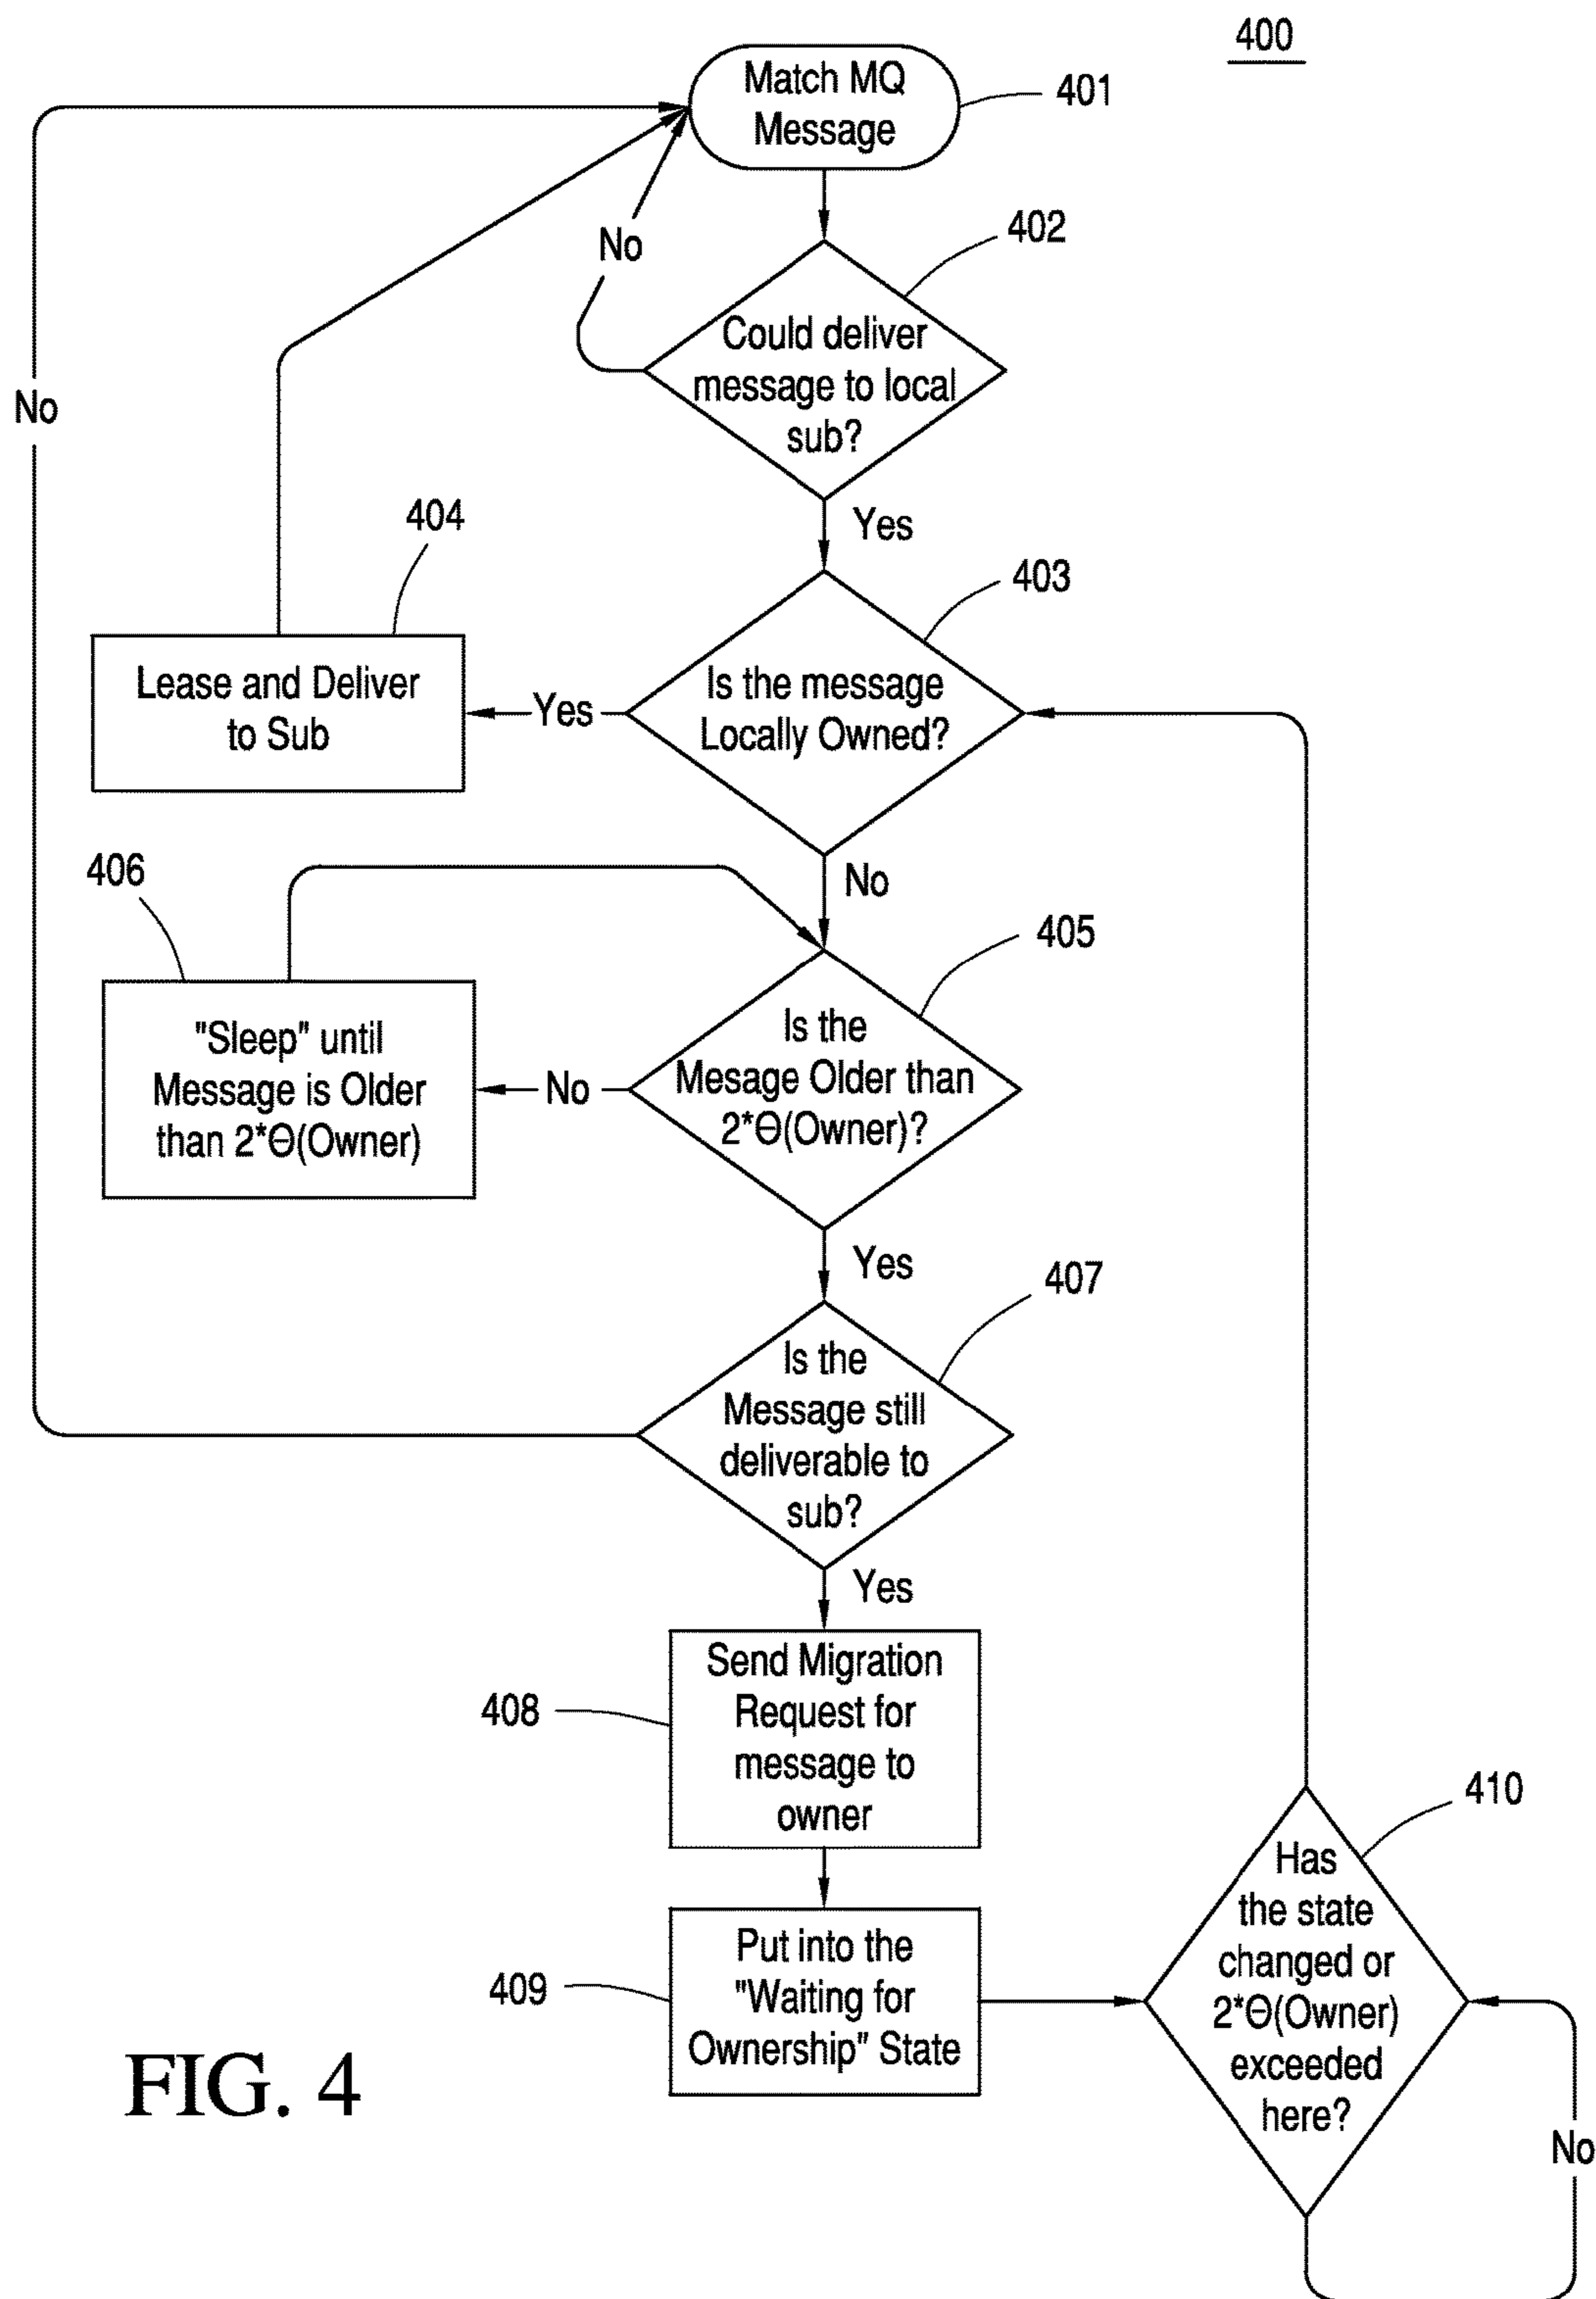 400
Match MQ
Message
401
No
402
Could deliver
message to local
sub?
No
Yes
404
403
Lease and Deliver
to Sub
Yes
Is the message
Locally Owned?
406
No
405
"Sleep" until
Message is Older
than 2*Θ(Owner)
No
Is the
Mesage Older than
2*Θ(Owner)?
Yes
407
Is the
Message still
deliverable to
sub?
Yes
408
Send Migration
Request for
message to
owner
410
409
Put into the
"Waiting for
Ownership" State
Has
the state
changed or
2*Θ(Owner)
exceeded
here?
No
FIG. 4